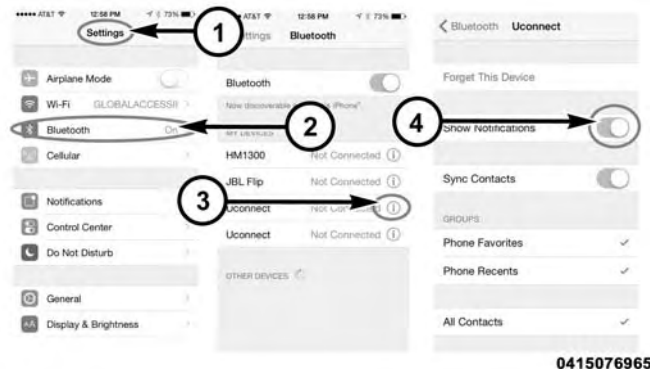 AT&T 12:58 PM 73%
Settings
1
Airplane Mode
Wi-Fi GLOBALACCESSII
Bluetooth On
2
Cellular
Notifications
Control Center
Do Not Disturb
General
Display & Brightness
AT&T 12:58 PM 73%
ttings Bluetooth
Bluetooth
Now discoverable iPhone".
MY DEVICES
HM1300 Not Connected
JBL Flip Not Connected
3
Uconnect Not Connected
Uconnect Not Connected
OTHER DEVICES
Bluetooth Uconnect
Forget This Device
4
Show Notifications
Sync Contacts
GROUPS
Phone Favorites
Phone Recents
All Contacts
0415076965